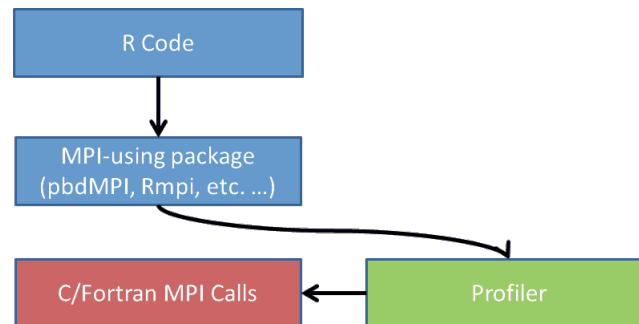 R Code
MPI-using package
(pbdMPI, Rmpi, etc. ...)
C/Fortran MPI Calls
Profiler